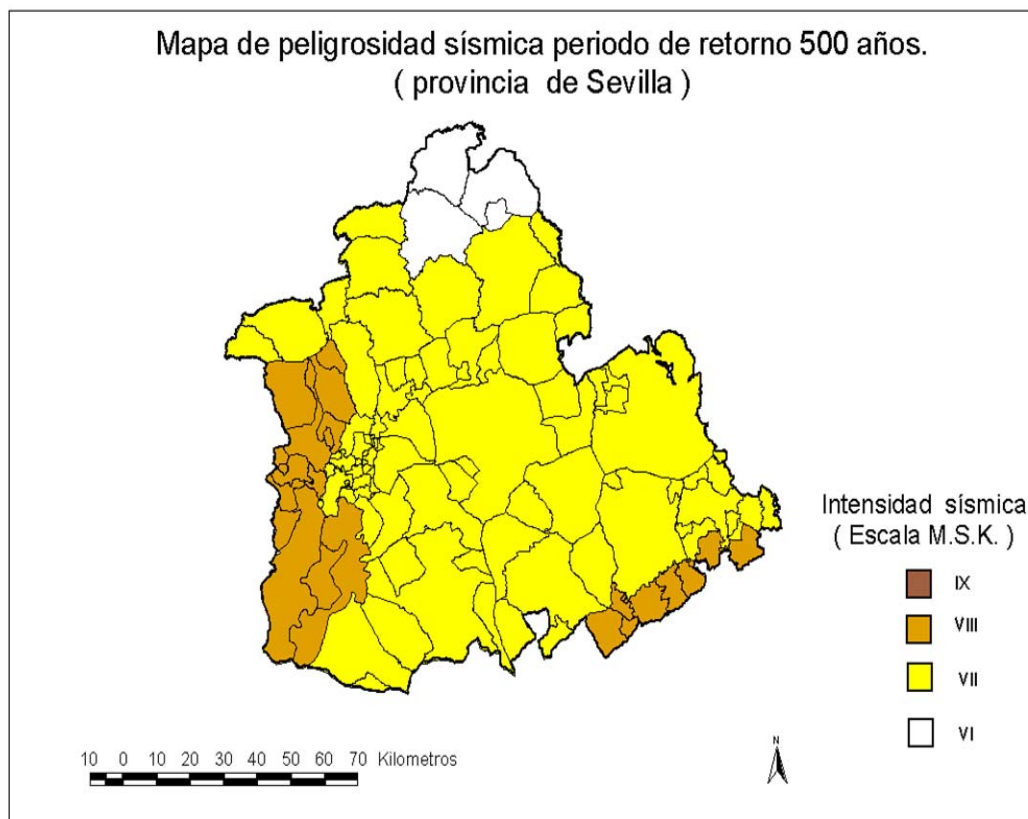 Mapa de peligrosidad sísmica periodo de retorno 500 años.
( provincia de Sevilla )
Intensidad sísmica
( Escala M.S.K. )
IX
VIII
VII
VI
10 0 10 20 30 40 50 60 70 Kilometros
N